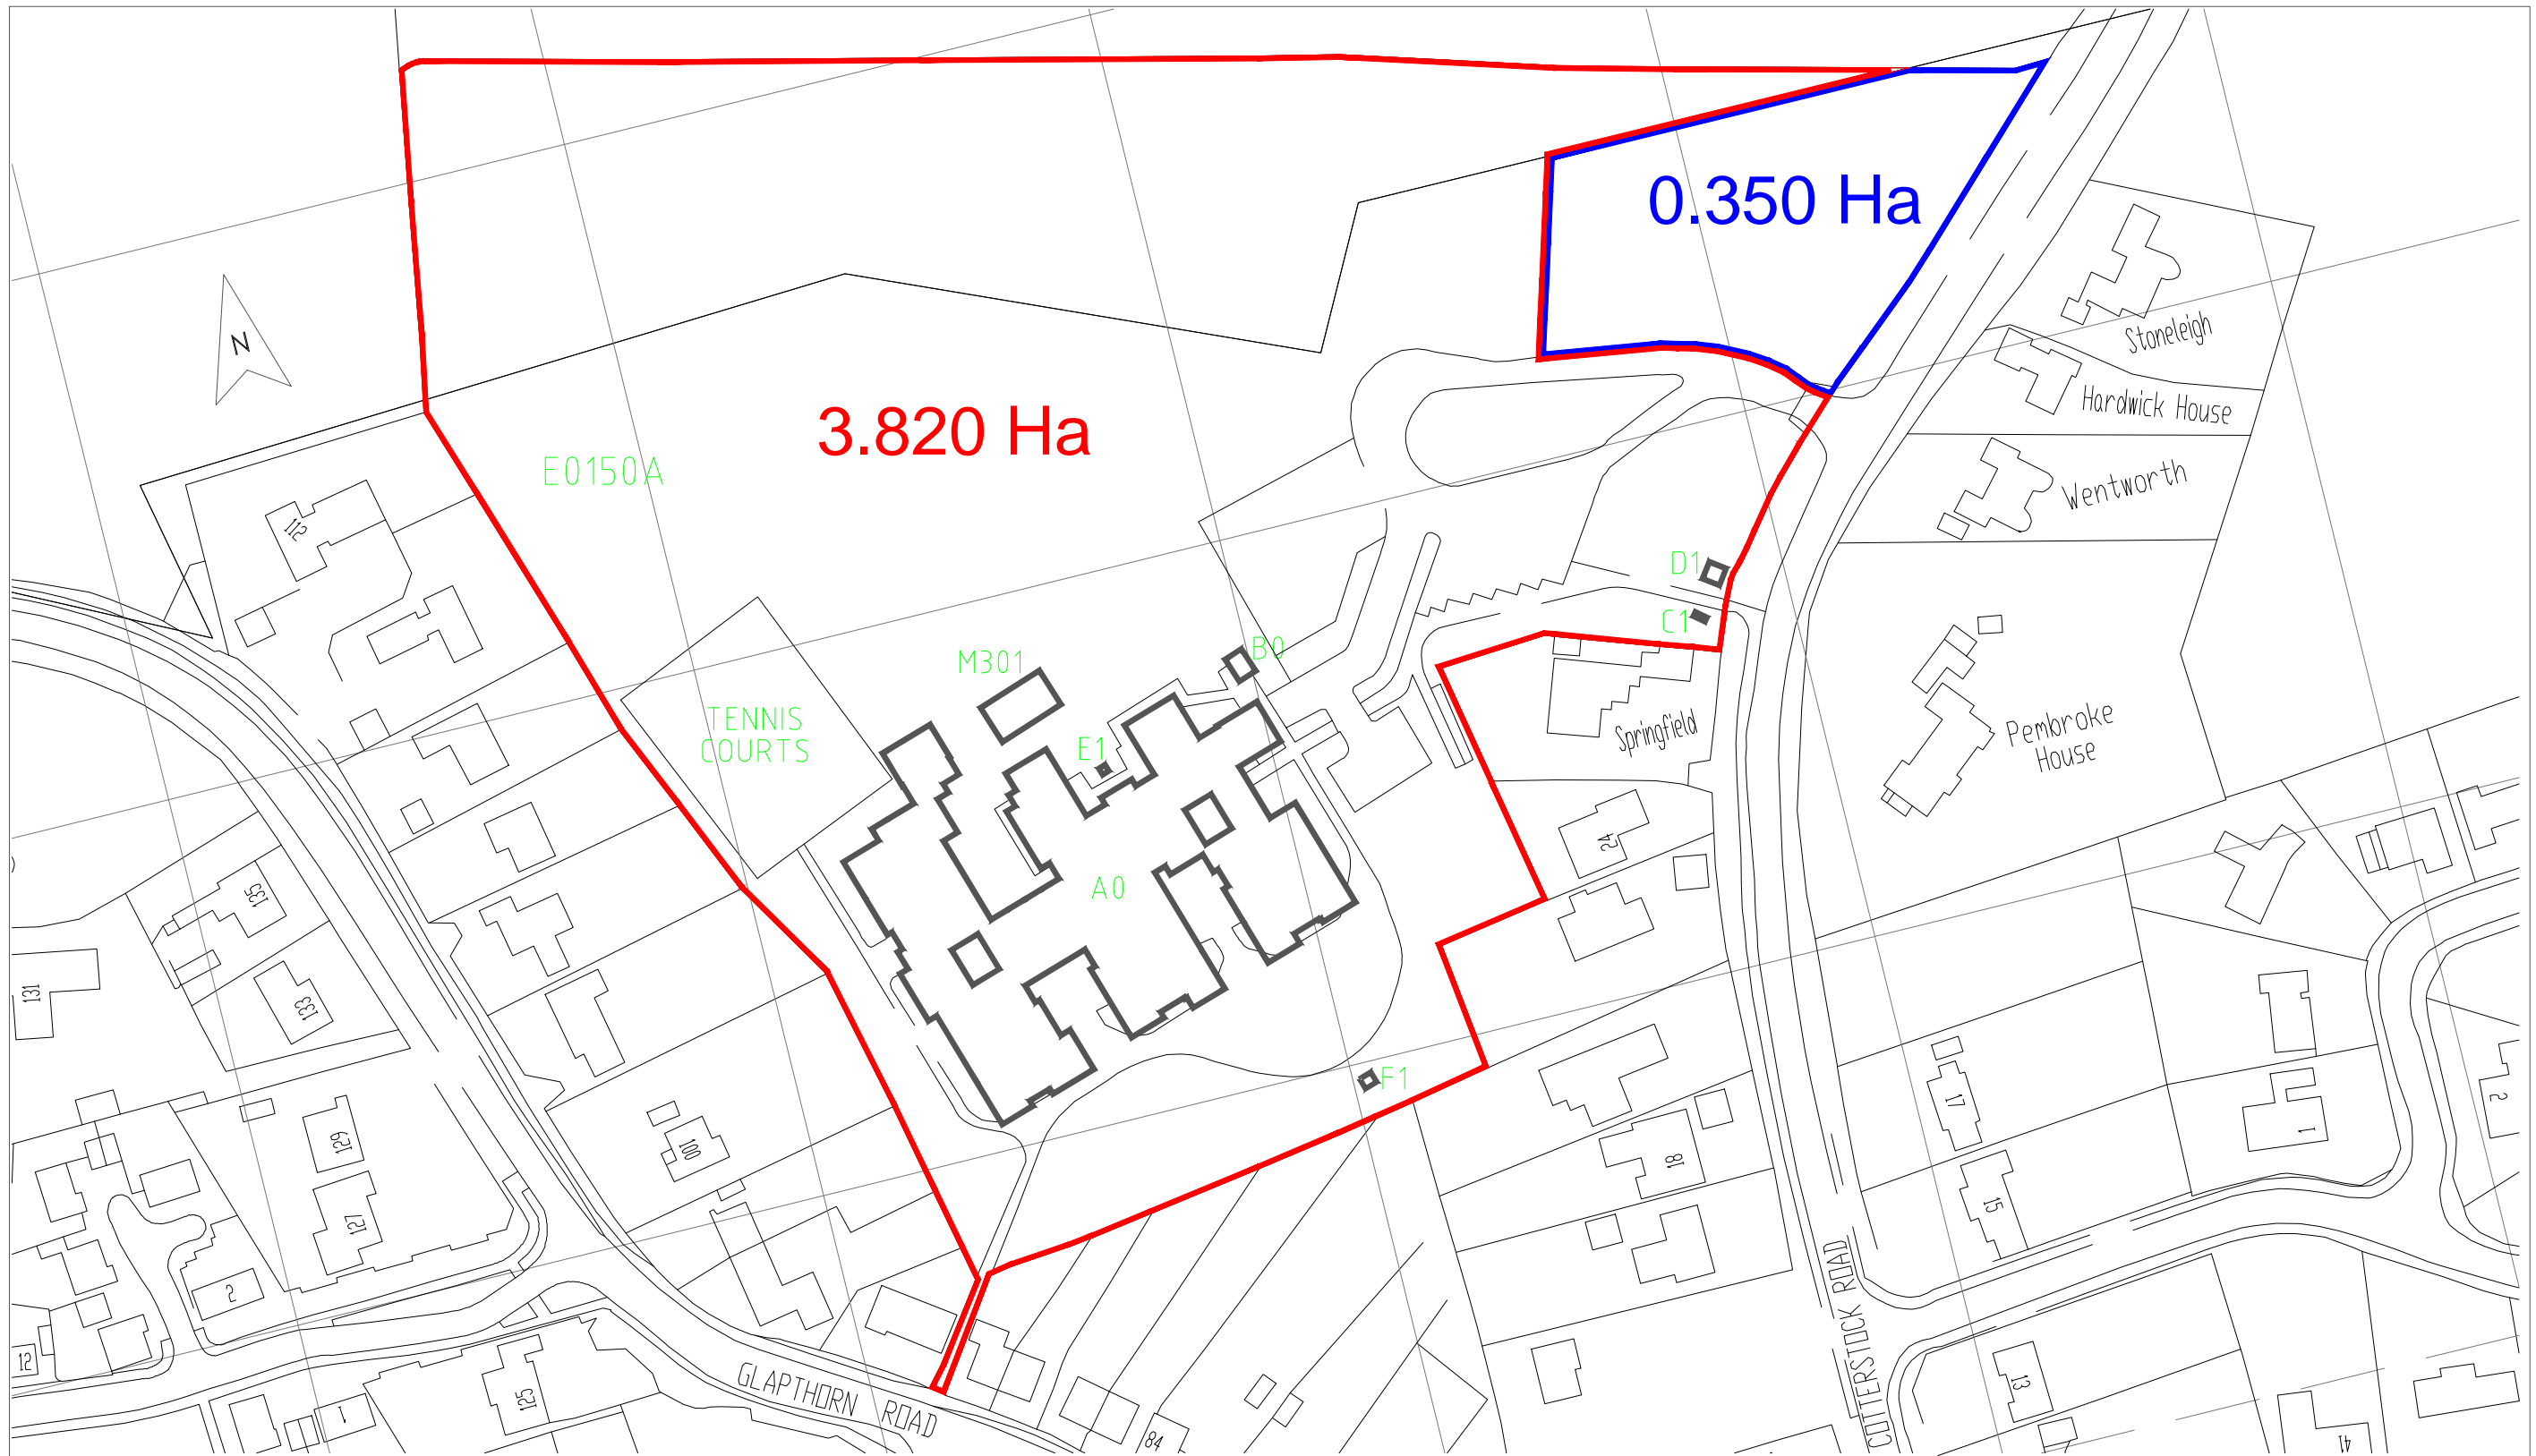 0.350 Ha
3.820 Ha
N
E0150A
Stoneleigh
Hardwick House
Wentworth
112
D1
C1
B0
M301
TENNIS
COURTS
E1
Springfield
Pembroke
House
A0
24
135
131
133
F1
129
100
127
18
17
1
2
15
2
12
125
1
GLAPTHORN ROAD
COTTERSTOCK ROAD
13
84
41